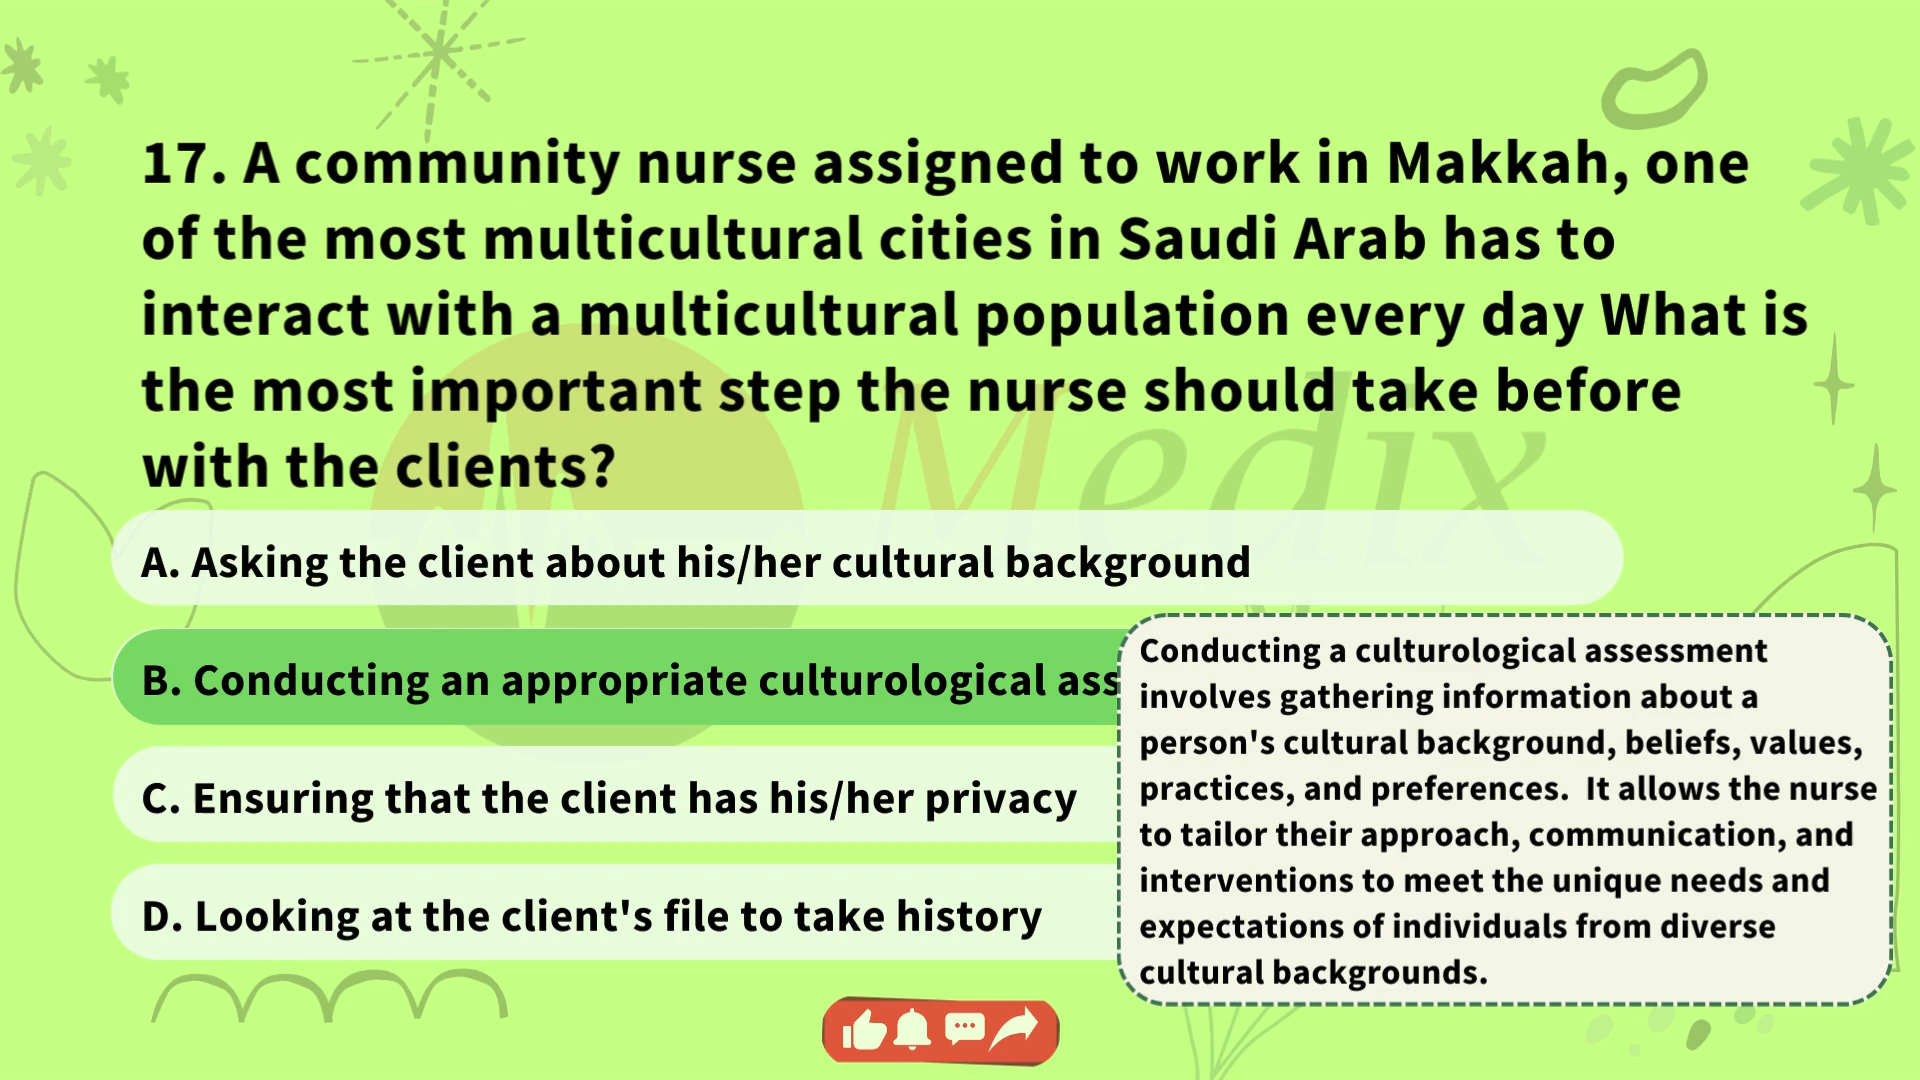 17. A community nurse assigned to work in Makkah, one
of the most multicultural cities in Saudi Arab has to
interact with a multicultural population every day What is
the most important step the nurse should take before
with the clients?
Medix
A. Asking the client about his/her cultural background
B. Conducting an appropriate culturological ass
C. Ensuring that the client has his/her privacy
D. Looking at the client's file to take history
Conducting a culturological assessment
involves gathering information about a
person's cultural background, beliefs, values,
practices, and preferences. It allows the nurse
to tailor their approach, communication, and
interventions to meet the unique needs and
expectations of individuals from diverse
cultural backgrounds.